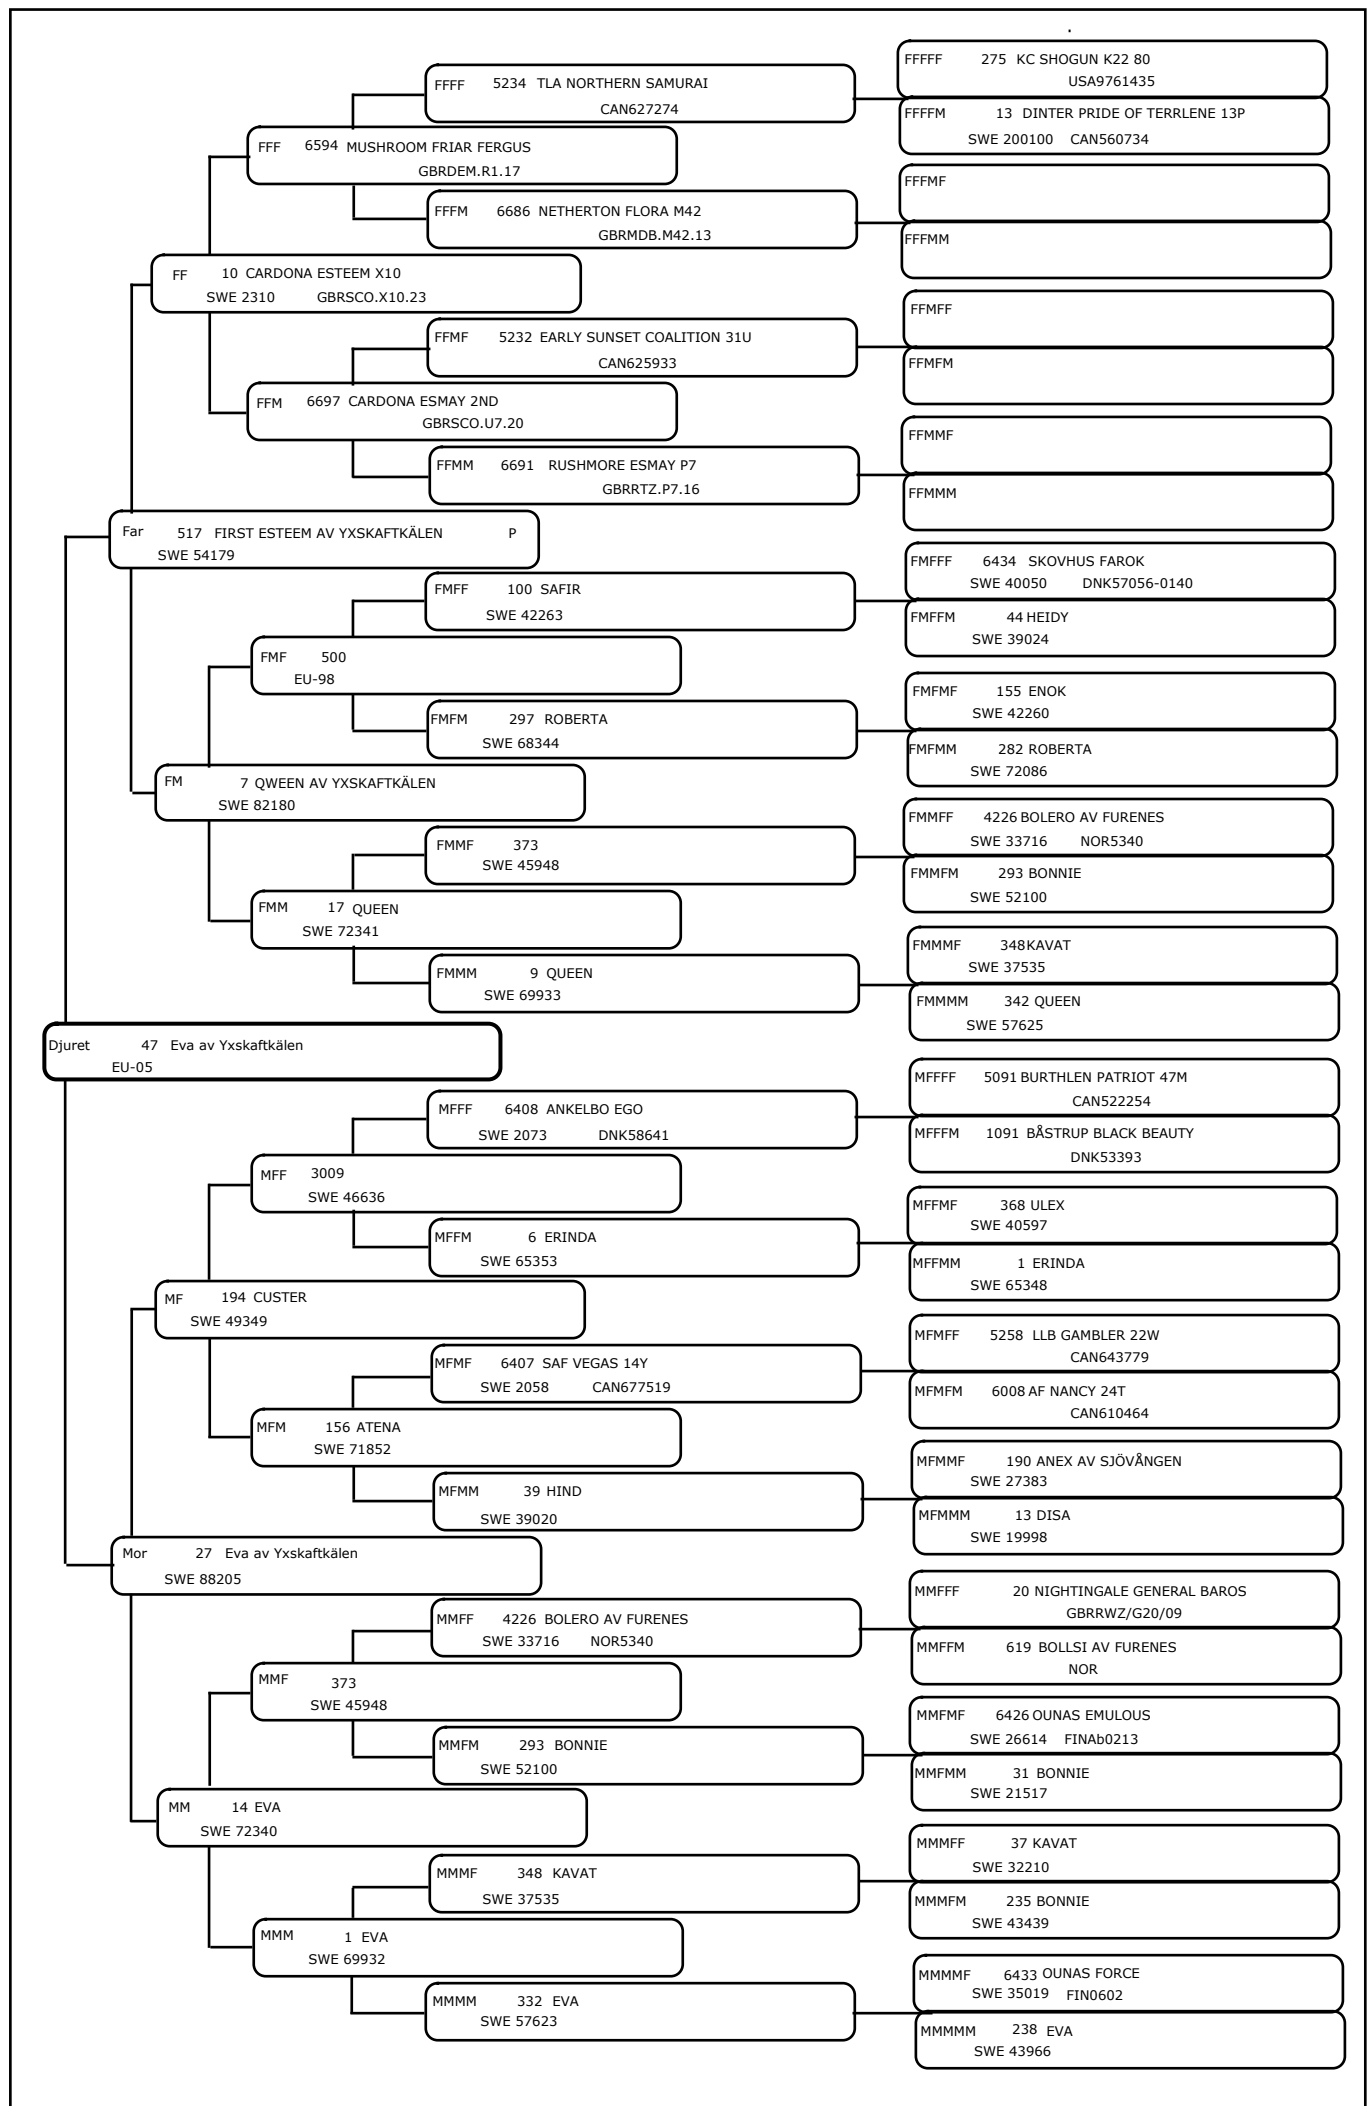 FFFFF 275 KC SHOGUN K22 80
USA9761435
FFFF 5234 TLA NORTHERN SAMURAI
CAN627274
FFFFM 13 DINTER PRIDE OF TERRLENE 13P
SWE 200100 CAN560734
FFF 6594 MUSHROOM FRIAR FERGUS
GBRDEM.R1.17
FFFMF
FFFM 6686 NETHERTON FLORA M42
GBRMDB.M42.13
FFFMM
FF 10 CARDONA ESTEEM X10
SWE 2310 GBRSCO.X10.23
FFMFF
FFMF 5232 EARLY SUNSET COALITION 31U
CAN625933
FFMFM
FFM 6697 CARDONA ESMAY 2ND
GBRSCO.U7.20
FFMMF
FFMM 6691 RUSHMORE ESMAY P7
GBRRTZ.P7.16
FFMMM
Far 517 FIRST ESTEEM AV YXSKAFTKÄLEN P
SWE 54179
FMFFF 6434 SKOVHUS FAROK
SWE 40050 DNK57056-0140
FMFF 100 SAFIR
SWE 42263
FMFFM 44 HEIDY
SWE 39024
FMF 500
EU-98
FMFMF 155 ENOK
SWE 42260
FMFM 297 ROBERTA
SWE 68344
FMFMM 282 ROBERTA
SWE 72086
FM 7 QWEEN AV YXSKAFTKÄLEN
SWE 82180
FMMFF 4226 BOLERO AV FURENES
SWE 33716 NOR5340
FMMF 373
SWE 45948
FMMFM 293 BONNIE
SWE 52100
FMM 17 QUEEN
SWE 72341
FMMMF 348 KAVAT
SWE 37535
FMMM 9 QUEEN
SWE 69933
FMMMM 342 QUEEN
SWE 57625
Djuret 47 Eva av Yxskaftkälen
EU-05
MFFFF 5091 BURTHLEN PATRIOT 47M
CAN522254
MFFF 6408 ANKELBO EGO
SWE 2073 DNK58641
MFFFM 1091 BÅSTRUP BLACK BEAUTY
DNK53393
MFF 3009
SWE 46636
MFFMF 368 ULEX
SWE 40597
MFFM 6 ERINDA
SWE 65353
MFFMM 1 ERINDA
SWE 65348
MF 194 CUSTER
SWE 49349
MFMFF 5258 LLB GAMBLER 22W
CAN643779
MFMF 6407 SAF VEGAS 14Y
SWE 2058 CAN677519
MFMFM 6008 AF NANCY 24T
CAN610464
MFM 156 ATENA
SWE 71852
MFMMF 190 ANEX AV SJÖVÅNGEN
SWE 27383
MFMM 39 HIND
SWE 39020
MFMMM 13 DISA
SWE 19998
Mor 27 Eva av Yxskaftkälen
SWE 88205
MMFFF 20 NIGHTINGALE GENERAL BAROS
GBRRWZ/G20/09
MMFF 4226 BOLERO AV FURENES
SWE 33716 NOR5340
MMFFM 619 BOLLSI AV FURENES
NOR
MMF 373
SWE 45948
MMFMF 6426 OUNAS EMULOUS
SWE 26614 FINAb0213
MMFM 293 BONNIE
SWE 52100
MMFMM 31 BONNIE
SWE 21517
MM 14 EVA
SWE 72340
MMMFF 37 KAVAT
SWE 32210
MMMF 348 KAVAT
SWE 37535
MMMFM 235 BONNIE
SWE 43439
MMM 1 EVA
SWE 69932
MMMMF 6433 OUNAS FORCE
SWE 35019 FIN0602
MMMM 332 EVA
SWE 57623
MMMMM 238 EVA
SWE 43966